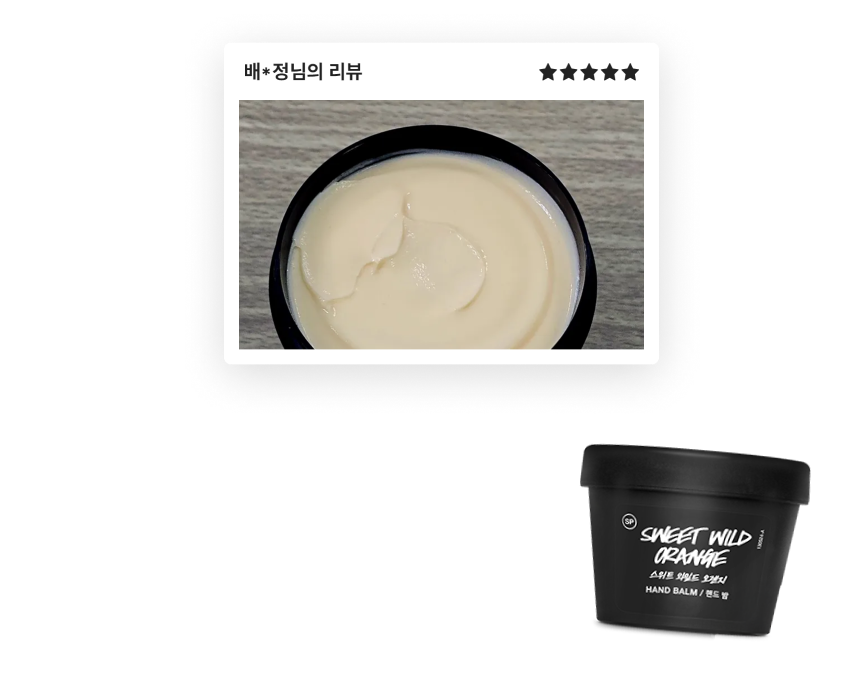 배*정님의 리뷰 ★★★★★
SP
SWEET WILD
ORANGE
스위트 와일드 오렌지
HAND BALM / 핸드 밤